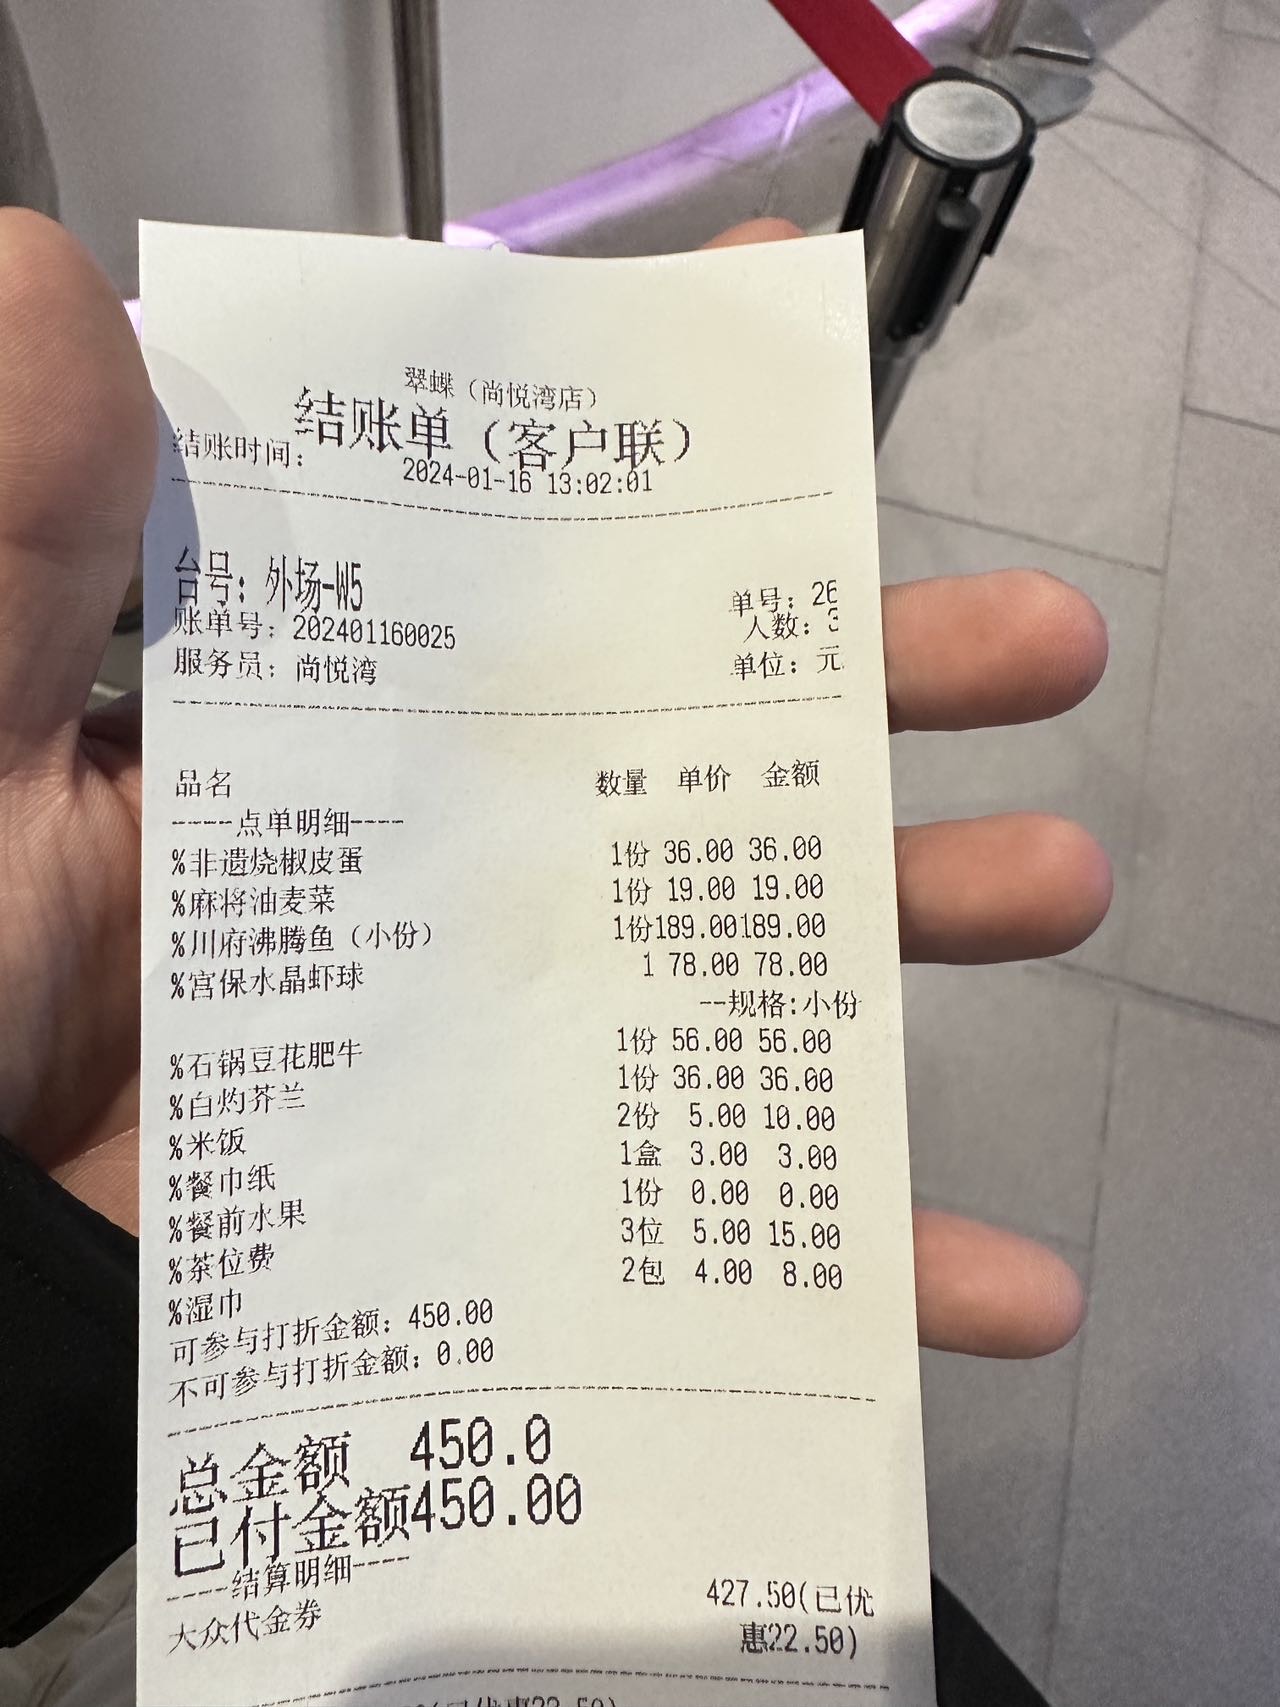 翠蝶（尚悦湾店）
结账单（客户联）
结账时间： 2024-01-16 13:02:01
台号：外场-W5
单号：26
账单号：202401160025
人数：3
服务员：尚悦湾
单位：元
品名 数量 单价 金额
----点单明细----
%非遗烧椒皮蛋 1份 36.00 36.00
%麻将油麦菜 1份 19.00 19.00
%川府沸腾鱼（小份） 1份189.00189.00
%宫保水晶虾球 1 78.00 78.00
--规格:小份
%石锅豆花肥牛 1份 56.00 56.00
%白灼芥兰 1份 36.00 36.00
%米饭 2份 5.00 10.00
%餐巾纸 1盒 3.00 3.00
%餐前水果 1份 0.00 0.00
%茶位费 3位 5.00 15.00
%湿巾 2包 4.00 8.00
可参与打折金额：450.00
不可参与打折金额：0.00
总金额 450.0
已付金额450.00
----结算明细----
大众代金券 427.50(已优
惠22.50)
(已优惠22.50)